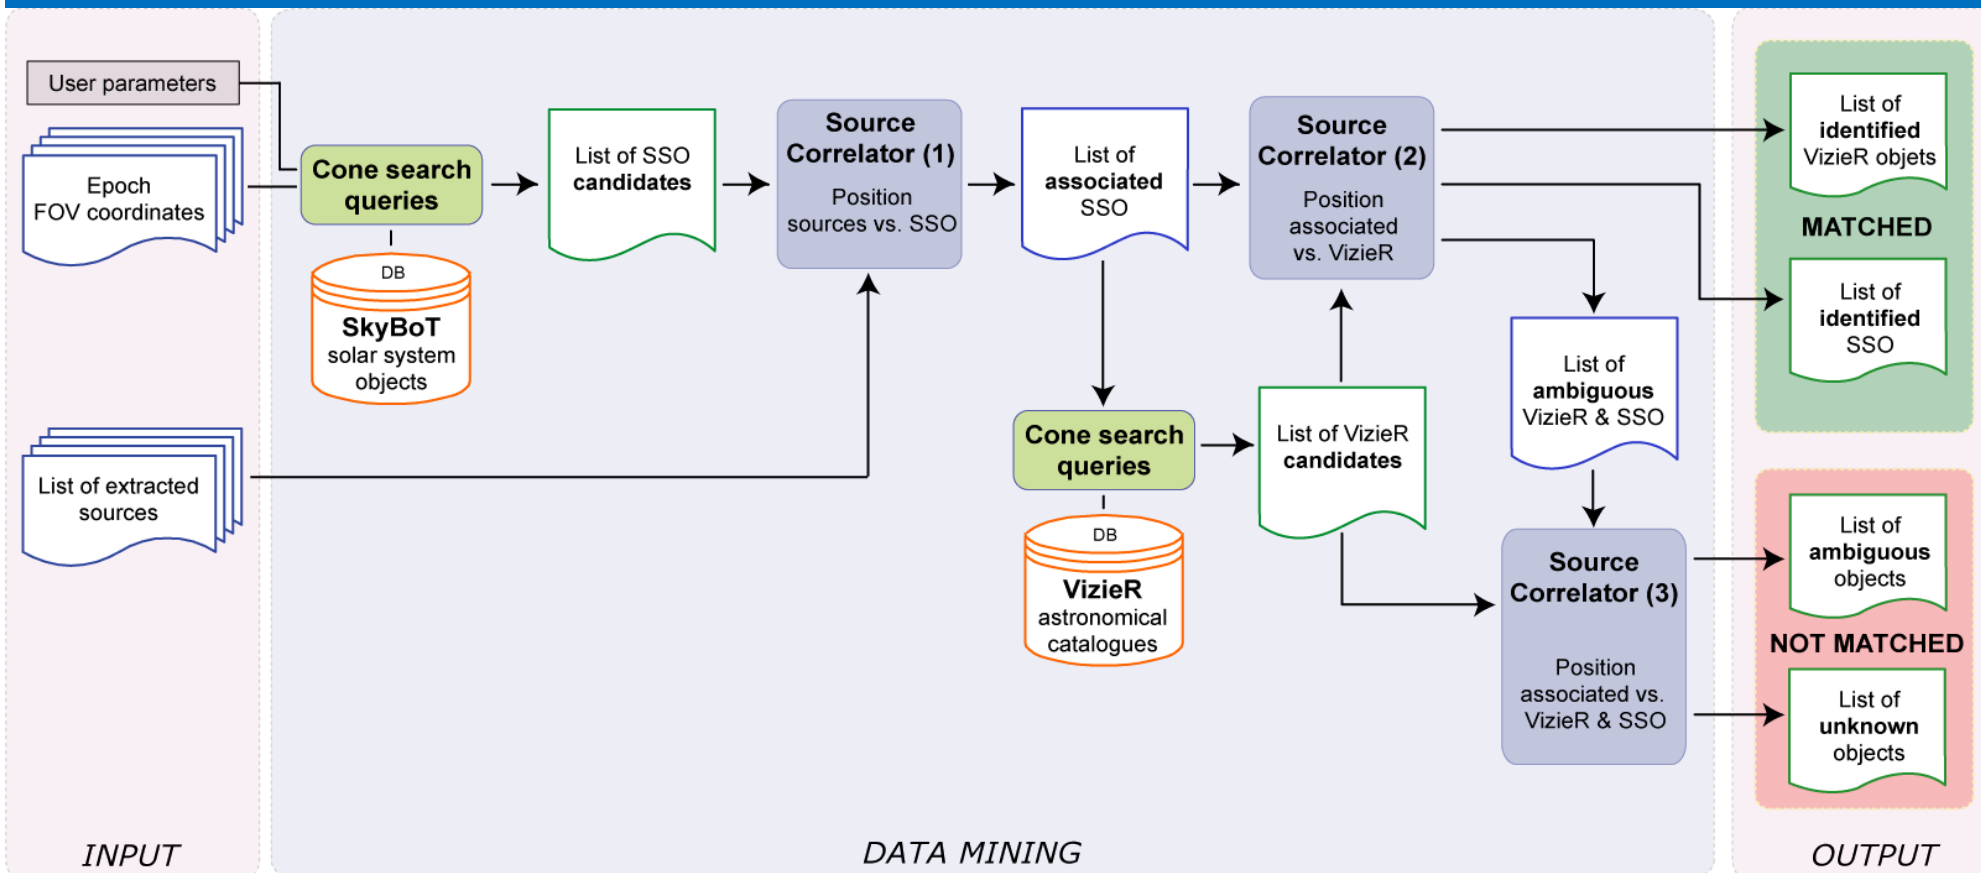 User parameters
Epoch
FOV coordinates
List of extracted
sources
INPUT
Cone search
queries
DB
SkyBoT
solar system
objects
List of SSO
candidates
Source
Correlator (1)
Position
sources vs. SSO
List of
associated
SSO
Cone search
queries
DB
VizieR
astronomical
catalogues
List of VizieR
candidates
Source
Correlator (2)
Position
associated
vs. VizieR
List of
ambiguous
VizieR & SSO
Source
Correlator (3)
Position
associated vs.
VizieR & SSO
DATA MINING
List of
identified
VizieR objets
MATCHED
List of
identified
SSO
List of
ambiguous
objects
NOT MATCHED
List of
unknown
objects
OUTPUT